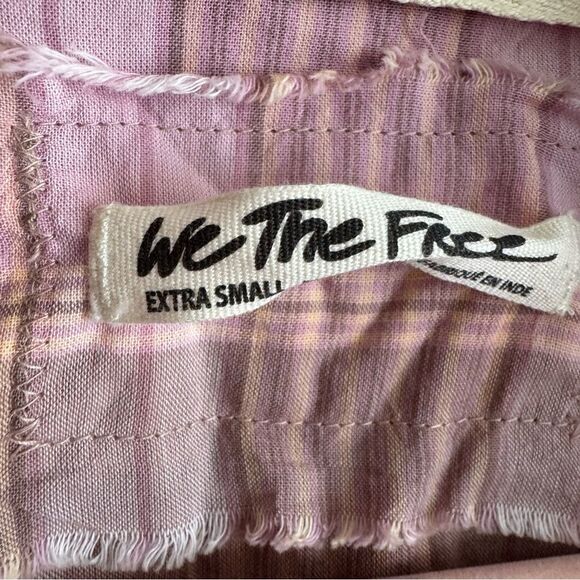 We The Free
EXTRA SMALL
EN INDE